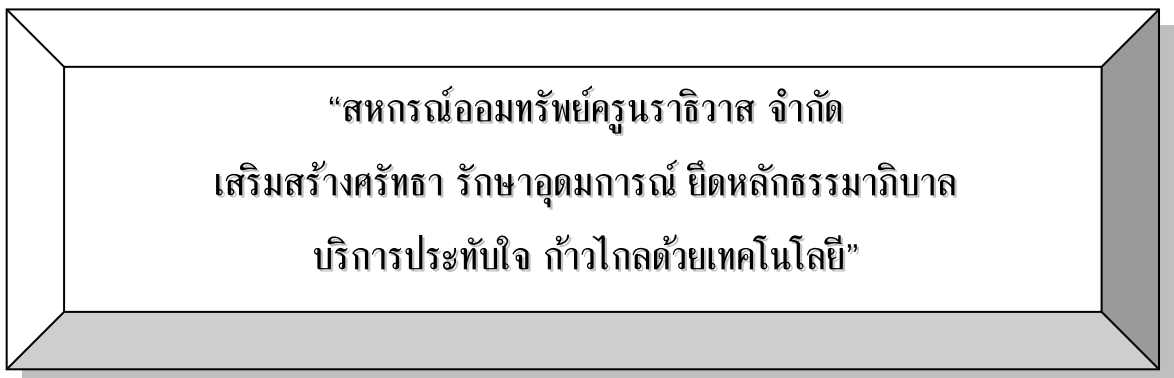 “สหกรณ์ออมทรัพย์ครูนราธิวาส จำกัด
เสริมสร้างศรัทธา รักษาอุดมการณ์ ยึดหลักธรรมาภิบาล
บริการประทับใจ ก้าวไกลด้วยเทคโนโลยี”